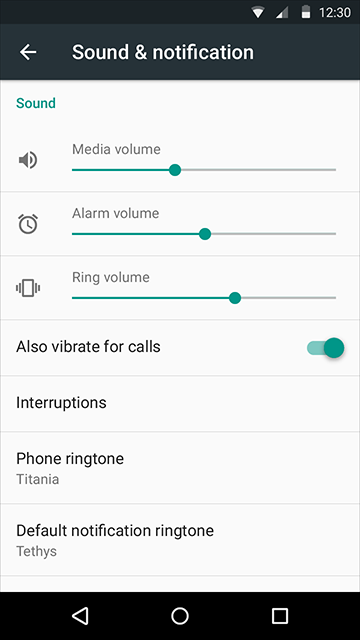 12:30
Sound & notification
Sound
Media volume
Alarm volume
Ring volume
Also vibrate for calls
Interruptions
Phone ringtone
Titania
Default notification ringtone
Tethys